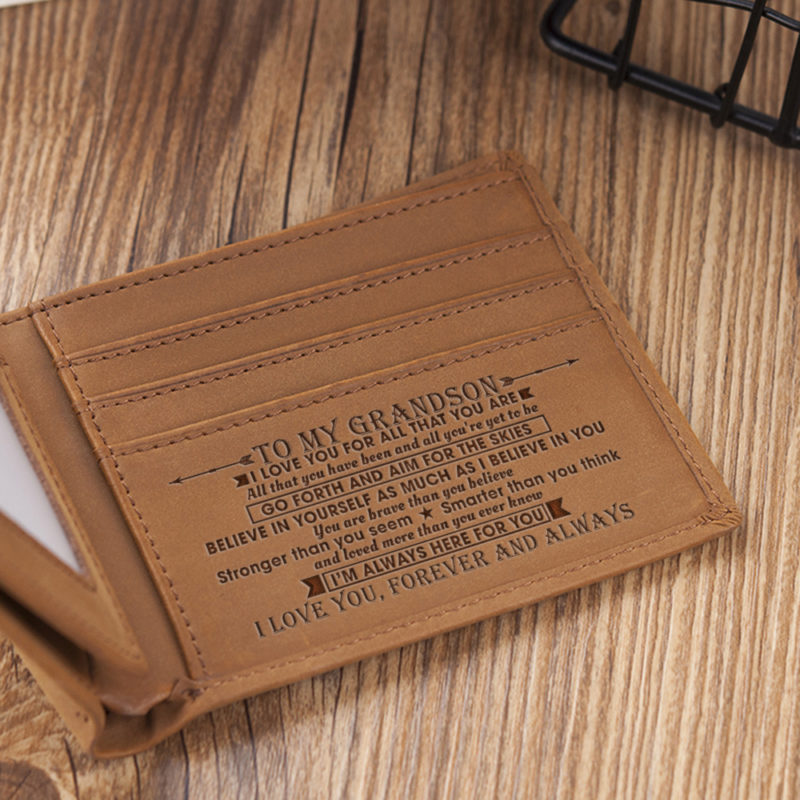 TO MY GRANDSON
I LOVE YOU FOR ALL THAT YOU ARE
All that you have been and all you're yet to be
GO FORTH AND AIM FOR THE SKIES
BELIEVE IN YOURSELF AS MUCH AS I BELIEVE IN YOU
You are brave than you believe
Stronger than you seem ★ Smarter than you think
and loved more than you ever know
I'M ALWAYS HERE FOR YOU
I LOVE YOU, FOREVER AND ALWAYS